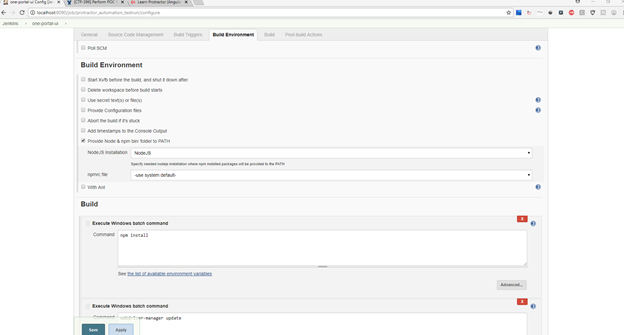 one-portal-ui Config [Jen
[CTF-390] Perform POC
Learn Protractor (Angula
localhost:8090/job/protractor_automation_testrun/configure
Jenkins one-portal-ui
General Source Code Management Build Triggers Build Environment Build Post-build Actions
Poll SCM
Build Environment
Start Xvfb before the build, and shut it down after
Delete workspace before build starts
Use secret text(s) or file(s)
Provide Configuration files
Abort the build if it's stuck
Add timestamps to the Console Output
Provide Node & npm bin/ folder to PATH
NodeJS Installation NodeJS
Specify needed nodejs installation where npm installed packages will be provided to the PATH
npmrc file -use system default-
With Ant
Build
X
Execute Windows batch command
Command npm install
See the list of available environment variables
Advanced...
X
Execute Windows batch command
Command update
Save Apply